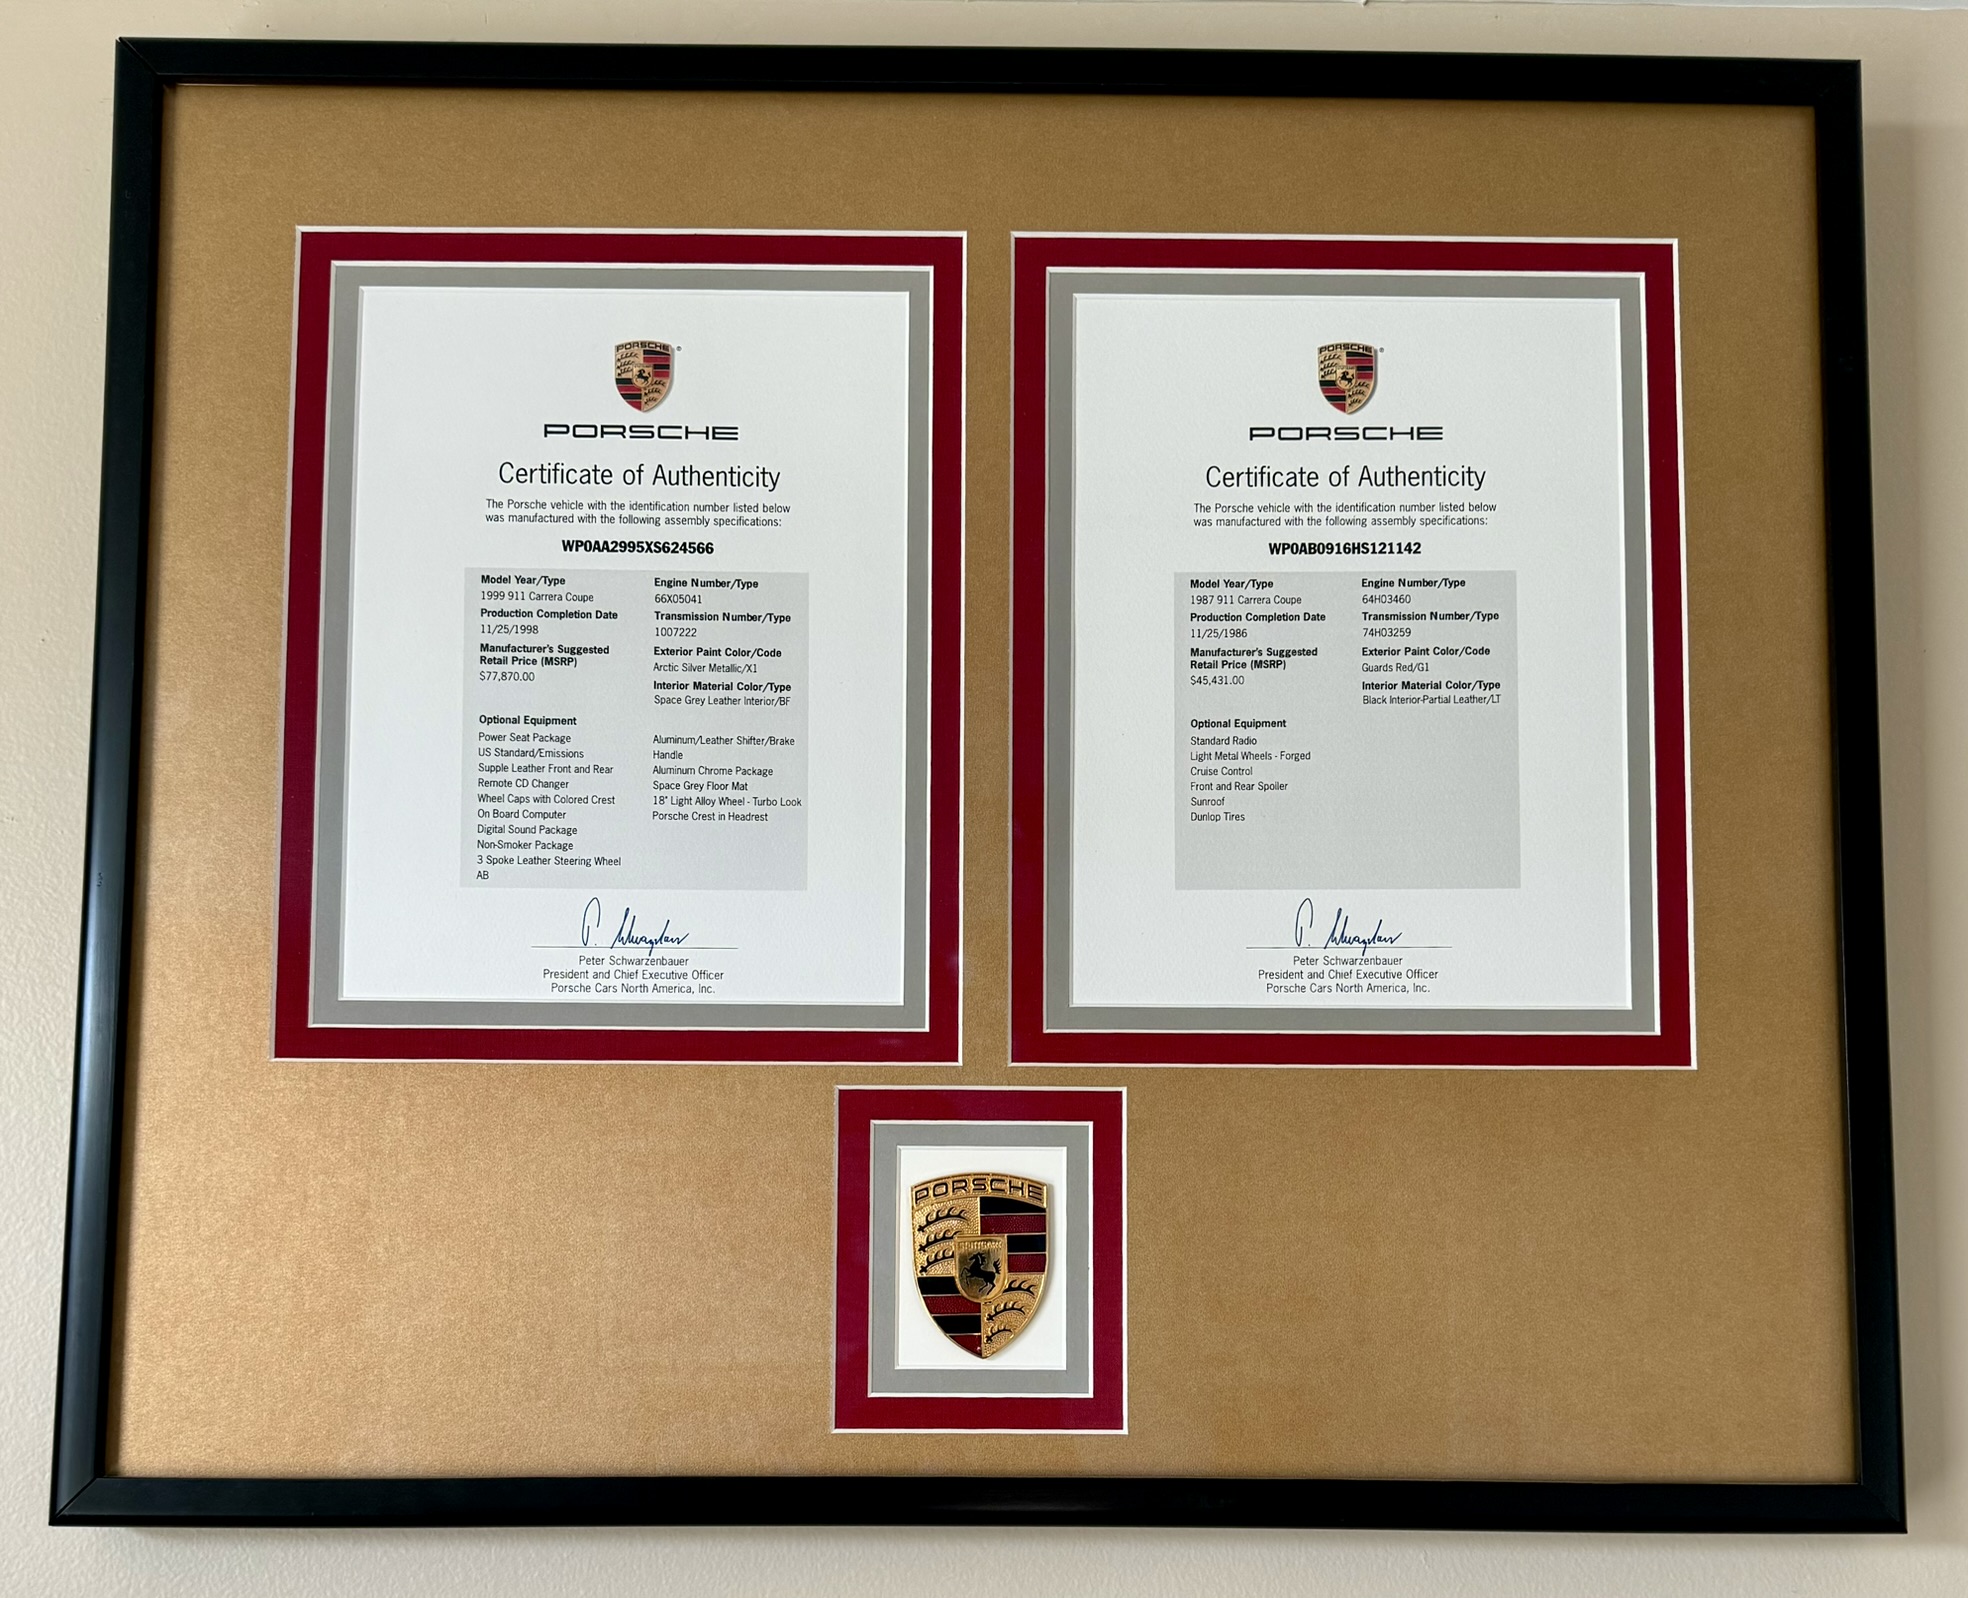 PORSCHE
PORSCHE
Certificate of Authenticity
The Porsche vehicle with the identification number listed below
was manufactured with the following assembly specifications:
WP0AA2995XS624566
Model Year/Type
1999 911 Carrera Coupe
Production Completion Date
11/25/1998
Manufacturer's Suggested
Retail Price (MSRP)
$77,870.00
Engine Number/Type
66X05041
Transmission Number/Type
1007222
Exterior Paint Color/Code
Arctic Silver Metallic/X1
Interior Material Color/Type
Space Grey Leather Interior/BF
Optional Equipment
Power Seat Package
US Standard/Emissions
Supple Leather Front and Rear
Remote CD Changer
Wheel Caps with Colored Crest
On Board Computer
Digital Sound Package
Non-Smoker Package
3 Spoke Leather Steering Wheel
AB
Aluminum/Leather Shifter/Brake
Handle
Aluminum Chrome Package
Space Grey Floor Mat
18" Light Alloy Wheel - Turbo Look
Porsche Crest in Headrest
Peter Schwarzenbauer
President and Chief Executive Officer
Porsche Cars North America, Inc.
PORSCHE
PORSCHE
Certificate of Authenticity
The Porsche vehicle with the identification number listed below
was manufactured with the following assembly specifications:
WP0AB0916HS121142
Model Year/Type
1987 911 Carrera Coupe
Production Completion Date
11/25/1986
Manufacturer's Suggested
Retail Price (MSRP)
$45,431.00
Engine Number/Type
64H03460
Transmission Number/Type
74H03259
Exterior Paint Color/Code
Guards Red/G1
Interior Material Color/Type
Black Interior-Partial Leather/LT
Optional Equipment
Standard Radio
Light Metal Wheels - Forged
Cruise Control
Front and Rear Spoiler
Sunroof
Dunlop Tires
Peter Schwarzenbauer
President and Chief Executive Officer
Porsche Cars North America, Inc.
PORSCHE